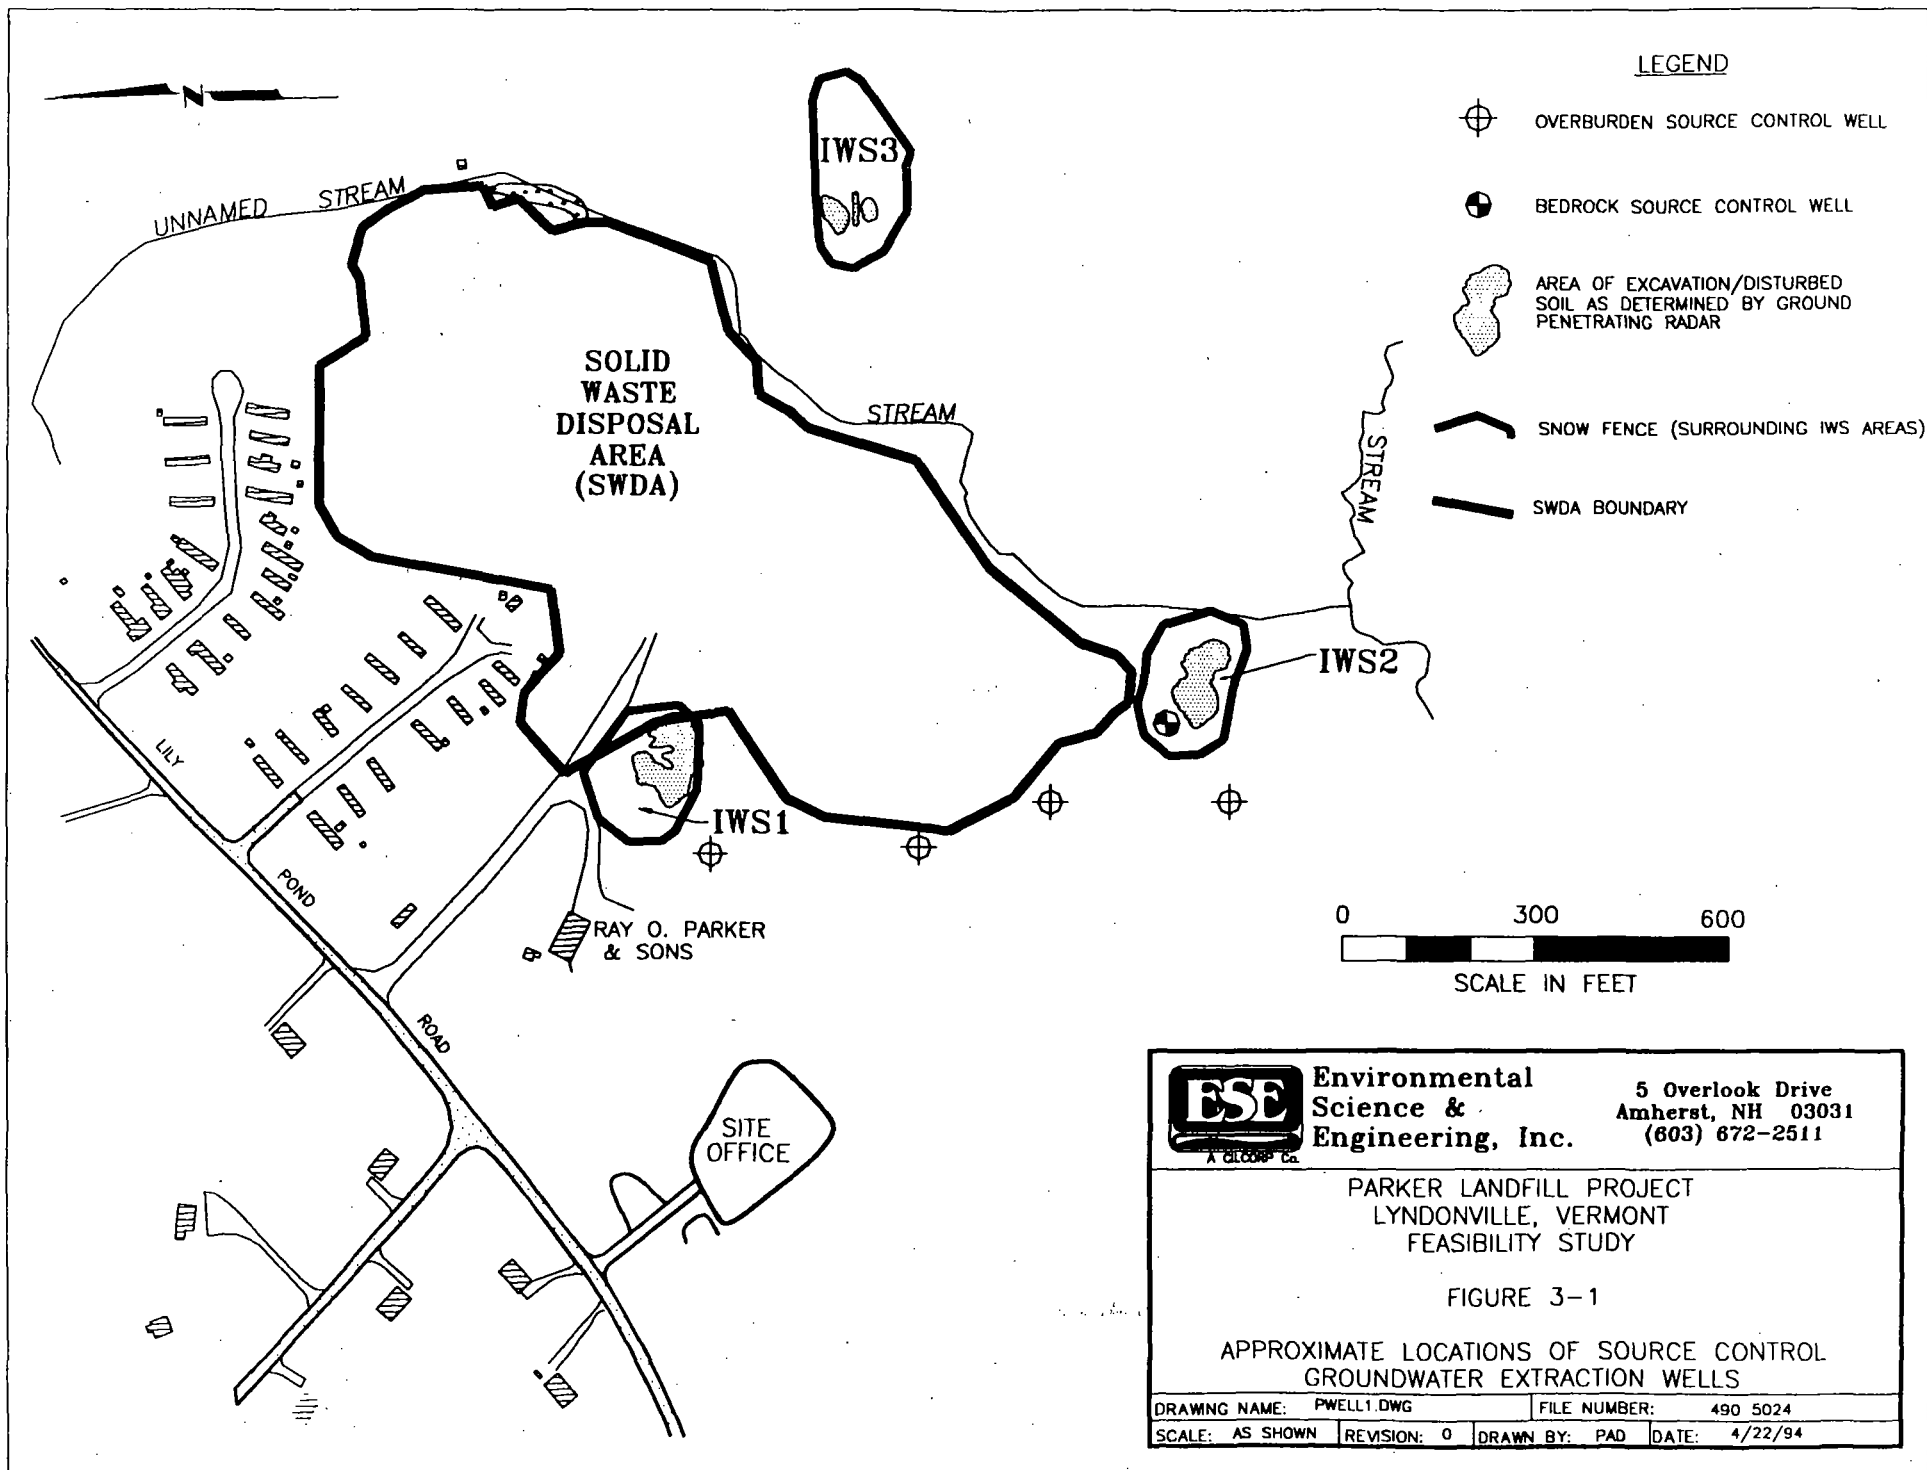 N
UNNAMED STREAM
IWS3
SOLID
WASTE
DISPOSAL
AREA
(SWDA)
STREAM
STREAM
IWS2
IWS1
LILY
POND
ROAD
RAY O. PARKER
& SONS
SITE
OFFICE
LEGEND
OVERBURDEN SOURCE CONTROL WELL
BEDROCK SOURCE CONTROL WELL
AREA OF EXCAVATION/DISTURBED
SOIL AS DETERMINED BY GROUND
PENETRATING RADAR
SNOW FENCE (SURROUNDING IWS AREAS)
SWDA BOUNDARY
0 300 600
SCALE IN FEET
ESE
A CILCORP Co.
Environmental
Science &
Engineering, Inc.
5 Overlook Drive
Amherst, NH 03031
(603) 672-2511
PARKER LANDFILL PROJECT
LYNDONVILLE, VERMONT
FEASIBILITY STUDY
FIGURE 3-1
APPROXIMATE LOCATIONS OF SOURCE CONTROL
GROUNDWATER EXTRACTION WELLS
DRAWING NAME: PWELL1.DWG FILE NUMBER: 490 5024
SCALE: AS SHOWN REVISION: 0 DRAWN BY: PAD DATE: 4/22/94